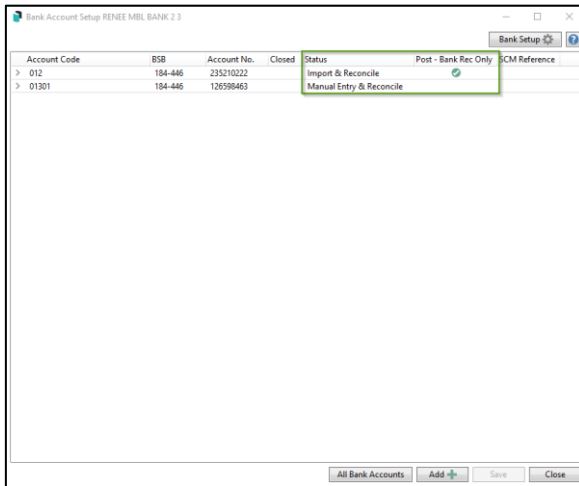 Bank Account Setup RENEE MBL BANK 2.3
Bank Setup
Account Code BSB Account No. Closed Status Post - Bank Rec Only SCM Reference
012 184-446 235210222 Import & Reconcile
01301 184-446 126598463 Manual Entry & Reconcile
All Bank Accounts Add Save Close